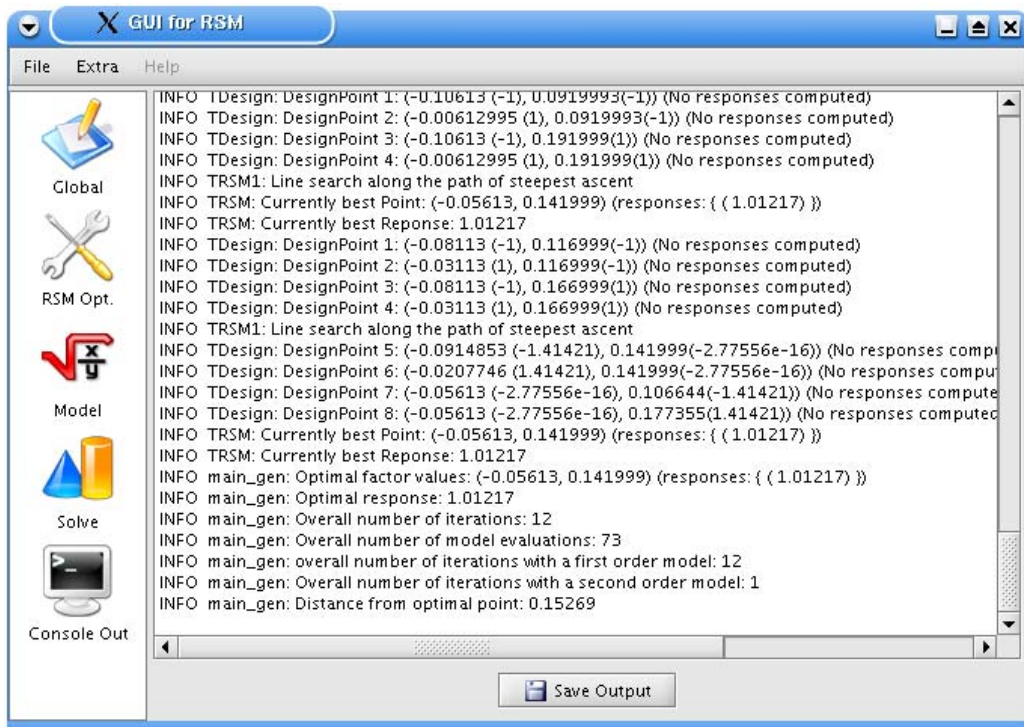 GUI for RSM
File Extra Help
Global
RSM Opt.
Model
Solve
Console Out
INFO TDesign: DesignPoint 1: (-0.10613 (-1), 0.0919993(-1)) (No responses computed)
INFO TDesign: DesignPoint 2: (-0.00612995 (1), 0.0919993(-1)) (No responses computed)
INFO TDesign: DesignPoint 3: (-0.10613 (-1), 0.191999(1)) (No responses computed)
INFO TDesign: DesignPoint 4: (-0.00612995 (1), 0.191999(1)) (No responses computed)
INFO TRSM1: Line search along the path of steepest ascent
INFO TRSM: Currently best Point: (-0.05613, 0.141999) (responses: { ( 1.01217) })
INFO TRSM: Currently best Reponse: 1.01217
INFO TDesign: DesignPoint 1: (-0.08113 (-1), 0.116999(-1)) (No responses computed)
INFO TDesign: DesignPoint 2: (-0.03113 (1), 0.116999(-1)) (No responses computed)
INFO TDesign: DesignPoint 3: (-0.08113 (-1), 0.166999(1)) (No responses computed)
INFO TDesign: DesignPoint 4: (-0.03113 (1), 0.166999(1)) (No responses computed)
INFO TRSM1: Line search along the path of steepest ascent
INFO TDesign: DesignPoint 5: (-0.0914853 (-1.41421), 0.141999(-2.77556e-16)) (No responses comp
INFO TDesign: DesignPoint 6: (-0.0207746 (1.41421), 0.141999(-2.77556e-16)) (No responses compu
INFO TDesign: DesignPoint 7: (-0.05613 (-2.77556e-16), 0.106644(-1.41421)) (No responses compute
INFO TDesign: DesignPoint 8: (-0.05613 (-2.77556e-16), 0.177355(1.41421)) (No responses computed
INFO TRSM: Currently best Point: (-0.05613, 0.141999) (responses: { ( 1.01217) })
INFO TRSM: Currently best Reponse: 1.01217
INFO main_gen: Optimal factor values: (-0.05613, 0.141999) (responses: { ( 1.01217) })
INFO main_gen: Optimal response: 1.01217
INFO main_gen: Overall number of iterations: 12
INFO main_gen: Overall number of model evaluations: 73
INFO main_gen: overall number of iterations with a first order model: 12
INFO main_gen: Overall number of iterations with a second order model: 1
INFO main_gen: Distance from optimal point: 0.15269
Save Output